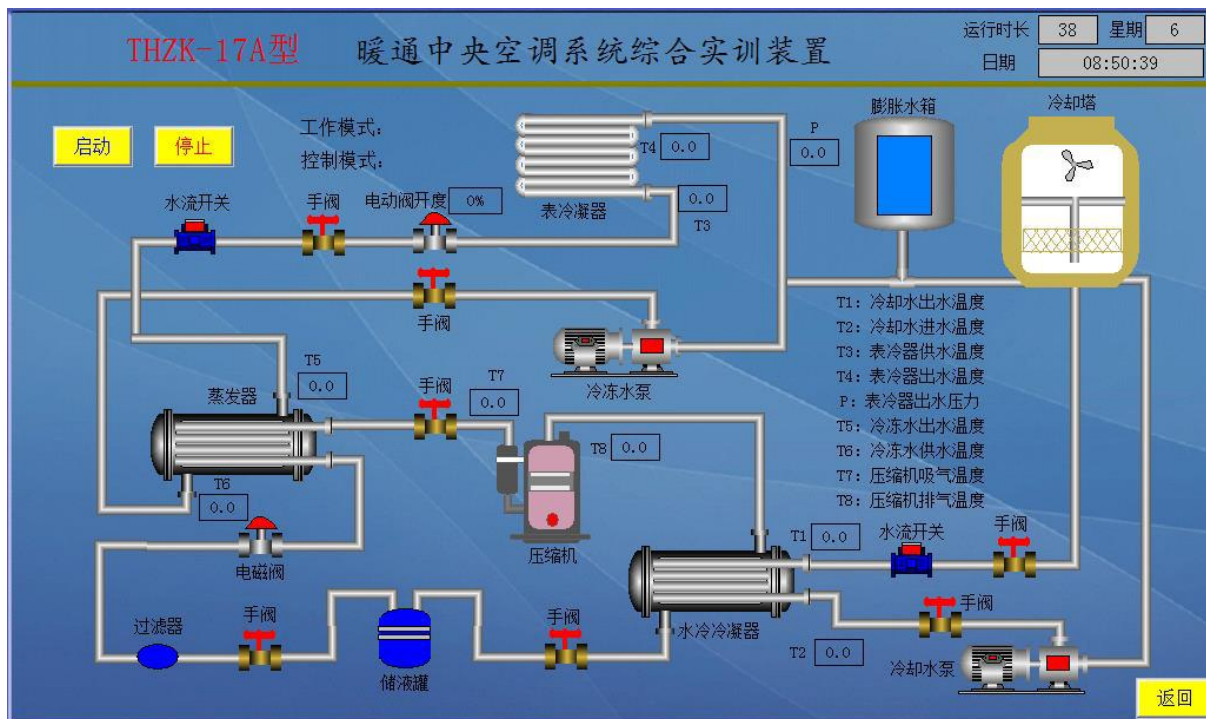 THZK-17A型 暖通中央空调系统综合实训装置
运行时长 38 星期 6
日期 08:50:39
启动 停止
工作模式:
控制模式:
水流开关
手阀
电动阀开度 0%
表冷凝器
T4 0.0
0.0
T3
P
0.0
膨胀水箱
冷却塔
手阀
冷冻水泵
T1: 冷却水出水温度
T2: 冷却水进水温度
T3: 表冷器供水温度
T4: 表冷器出水温度
P: 表冷器出水压力
T5: 冷冻水出水温度
T6: 冷冻水供水温度
T7: 压缩机吸气温度
T8: 压缩机排气温度
T5
0.0
蒸发器
手阀
T7
0.0
T8 0.0
T6
0.0
电磁阀
压缩机
T1 0.0
水流开关
手阀
过滤器
手阀
储液罐
手阀
水冷冷凝器
手阀
T2 0.0
冷却水泵
返回